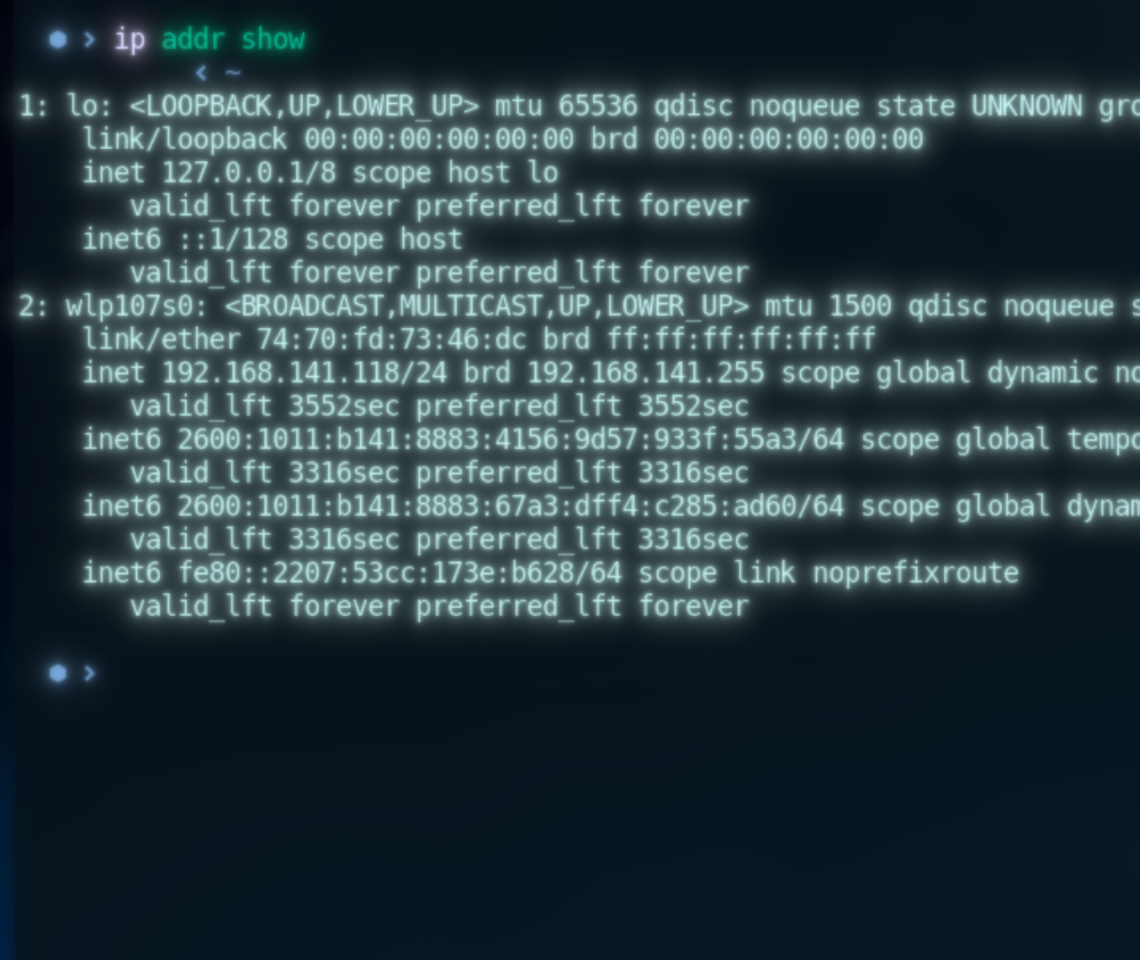 › ip addr show
‹ ~
1: lo: <LOOPBACK,UP,LOWER_UP> mtu 65536 qdisc noqueue state UNKNOWN gro
link/loopback 00:00:00:00:00:00 brd 00:00:00:00:00:00
inet 127.0.0.1/8 scope host lo
valid_lft forever preferred_lft forever
inet6 ::1/128 scope host
valid_lft forever preferred_lft forever
2: wlp107s0: <BROADCAST,MULTICAST,UP,LOWER_UP> mtu 1500 qdisc noqueue s
link/ether 74:70:fd:73:46:dc brd ff:ff:ff:ff:ff:ff
inet 192.168.141.118/24 brd 192.168.141.255 scope global dynamic no
valid_lft 3552sec preferred_lft 3552sec
inet6 2600:1011:b141:8883:4156:9d57:933f:55a3/64 scope global tempo
valid_lft 3316sec preferred_lft 3316sec
inet6 2600:1011:b141:8883:67a3:dff4:c285:ad60/64 scope global dynam
valid_lft 3316sec preferred_lft 3316sec
inet6 fe80::2207:53cc:173e:b628/64 scope link noprefixroute
valid_lft forever preferred_lft forever
›